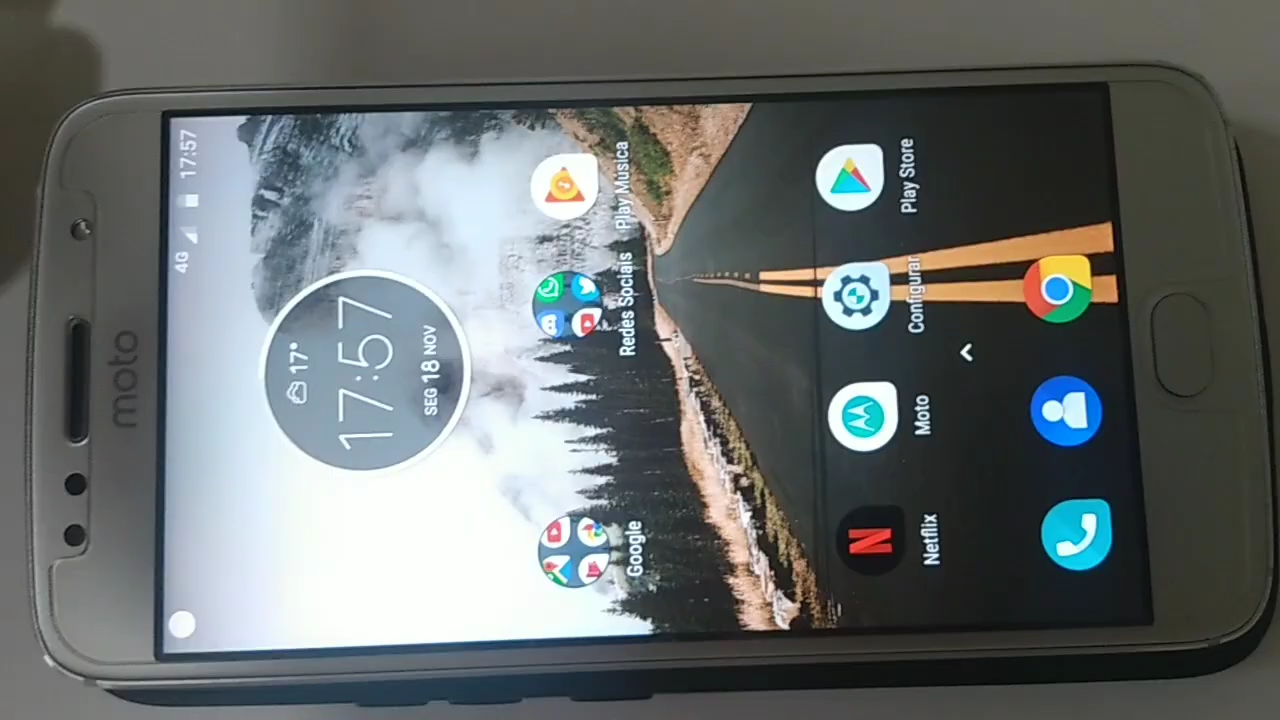 moto
4G 17:57
17°
17:57
SEG 18 NOV
Google Redes Sociais Play Música
Netflix Moto Configurar Play Store